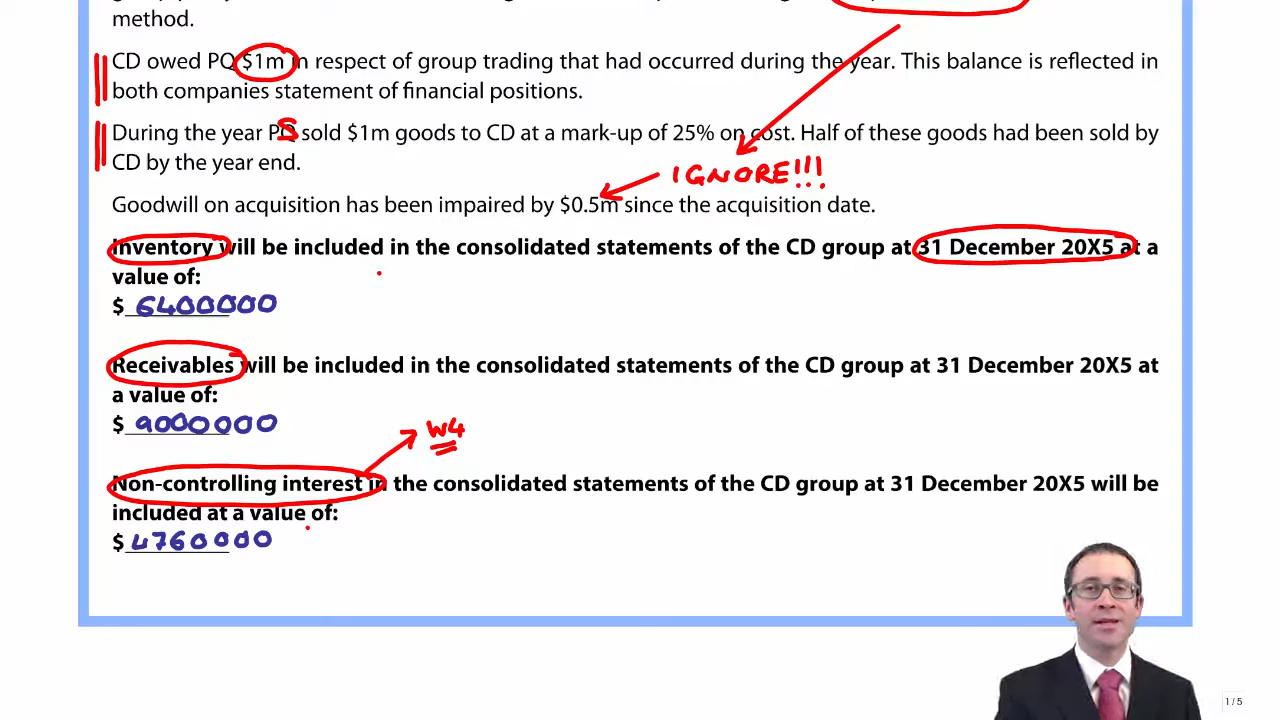 method.
CD owed PQ $1m in respect of group trading that had occurred during the year. This balance is reflected in
both companies statement of financial positions.
During the year PQ S sold $1m goods to CD at a mark-up of 25% on cost. Half of these goods had been sold by
CD by the year end.
IGNORE!!!
Goodwill on acquisition has been impaired by $0.5m since the acquisition date.
Inventory will be included in the consolidated statements of the CD group at 31 December 20X5 at a
value of:
$ 6400000
Receivables will be included in the consolidated statements of the CD group at 31 December 20X5 at
a value of:
$ 9000000
W4
Non-controlling interest in the consolidated statements of the CD group at 31 December 20X5 will be
included at a value of:
$ 4760000
1 / 5